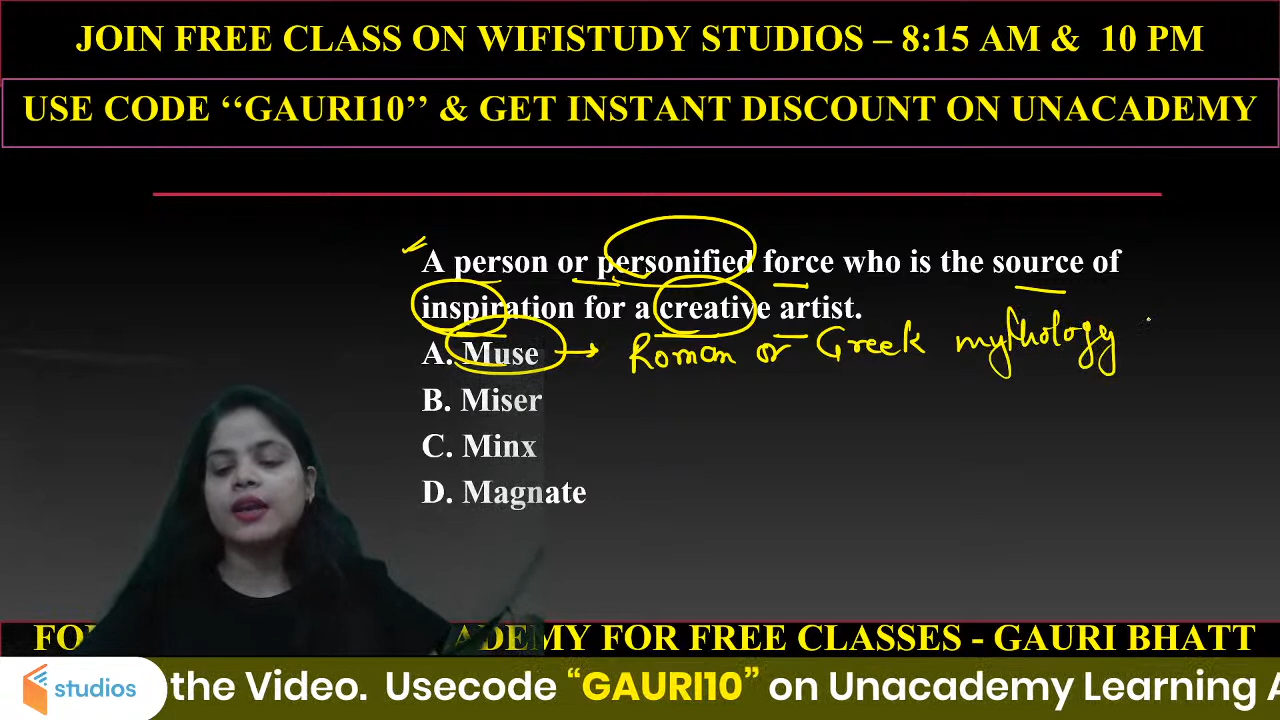 JOIN FREE CLASS ON WIFISTUDY STUDIOS – 8:15 AM & 10 PM
USE CODE ‘‘GAURI10’’ & GET INSTANT DISCOUNT ON UNACADEMY
A person or personified force who is the source of
inspiration for a creative artist.
A. Muse → Roman or Greek mythology
B. Miser
C. Minx
D. Magnate
FOR FREE CLASSES - GAURI BHATT
studios the Video. Usecode “GAURI10” on Unacademy Learning